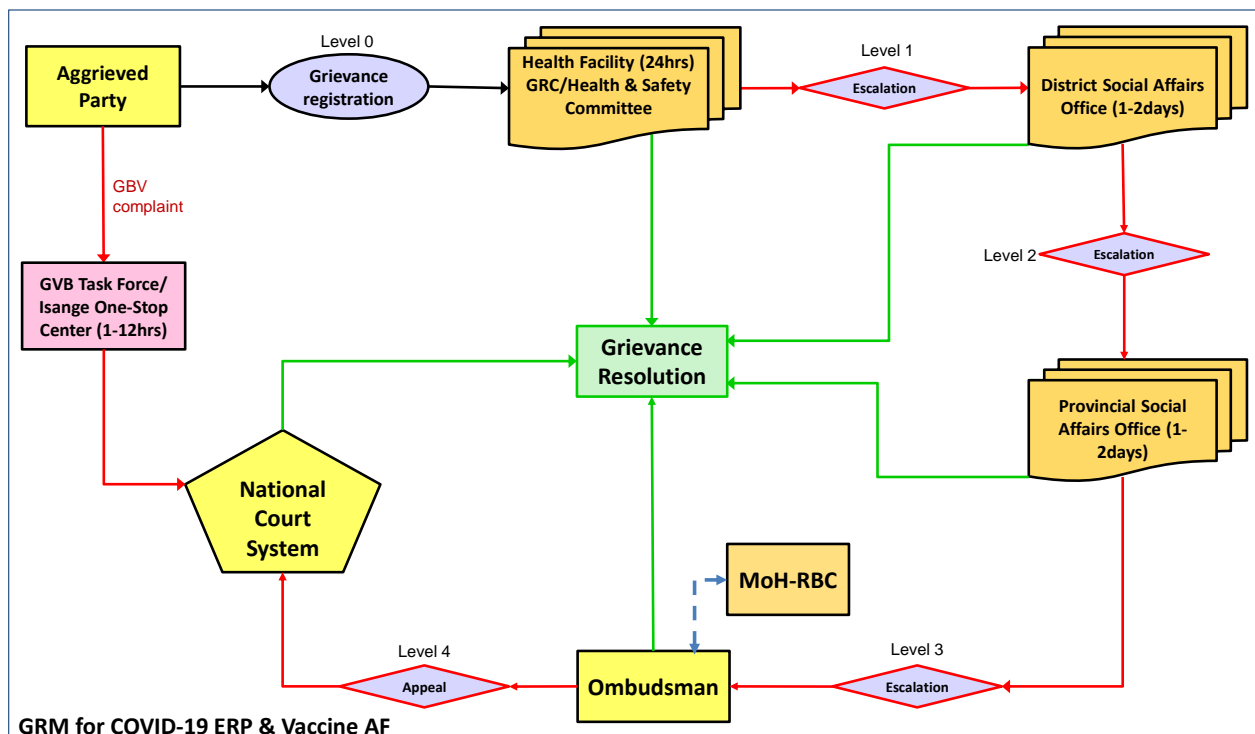 Level 0
Aggrieved
Party
Grievance
registration
Health Facility (24hrs)
GRC/Health & Safety
Committee
Level 1
Escalation
District Social Affairs
Office (1-2days)
GBV
complaint
Level 2
Escalation
GVB Task Force/
Isange One-Stop
Center (1-12hrs)
Grievance
Resolution
Provincial Social
Affairs Office (1-
2days)
National
Court
System
MoH-RBC
Level 4
Appeal
Ombudsman
Level 3
Escalation
GRM for COVID-19 ERP & Vaccine AF